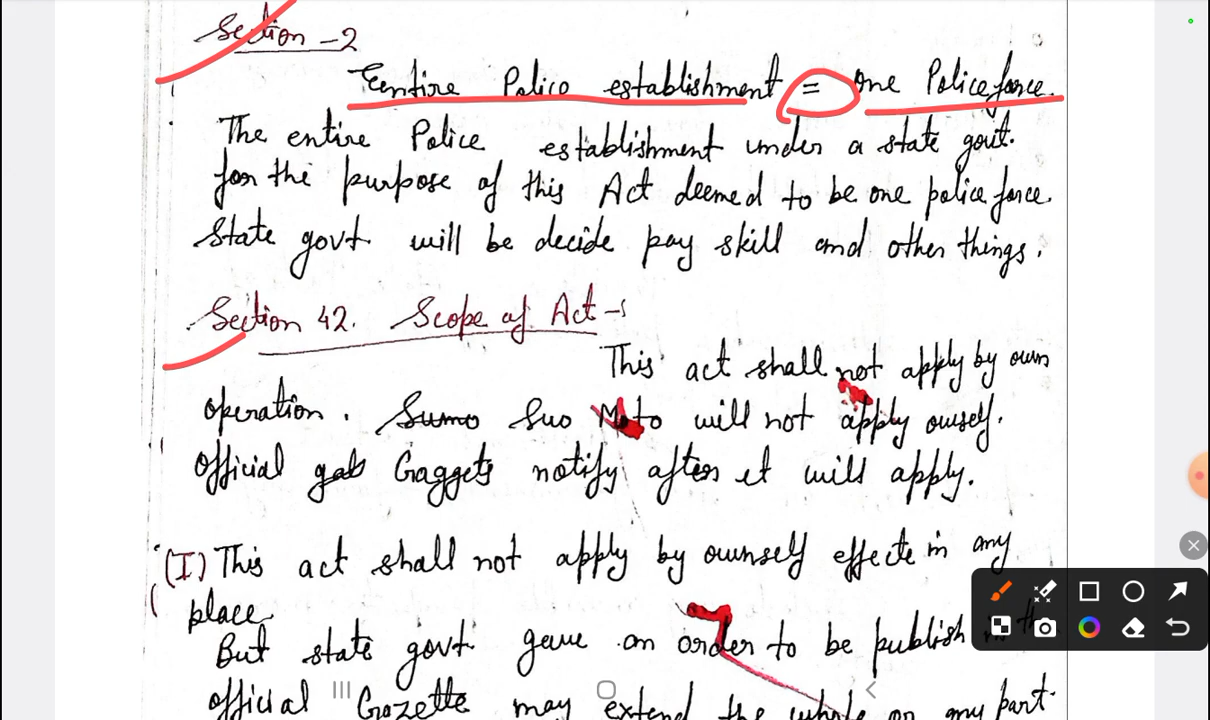 Section -2
Eentire Police establishment = one Police force.
The entire Police establishment under a state govt.
for the purpose of this Act deemed to be one police force.
State govt will be decide pay skill and other things.
Section 42. Scope of Act-
This act shall not apply by own
operation. Sumo Suo Moto will not apply ouself.
official gab Gaggets notify after it will apply.
(I) This act shall not apply by ownself effecte in any
place
But state govt. geve an order to be publish
official Gazette may extend the whole or any part.